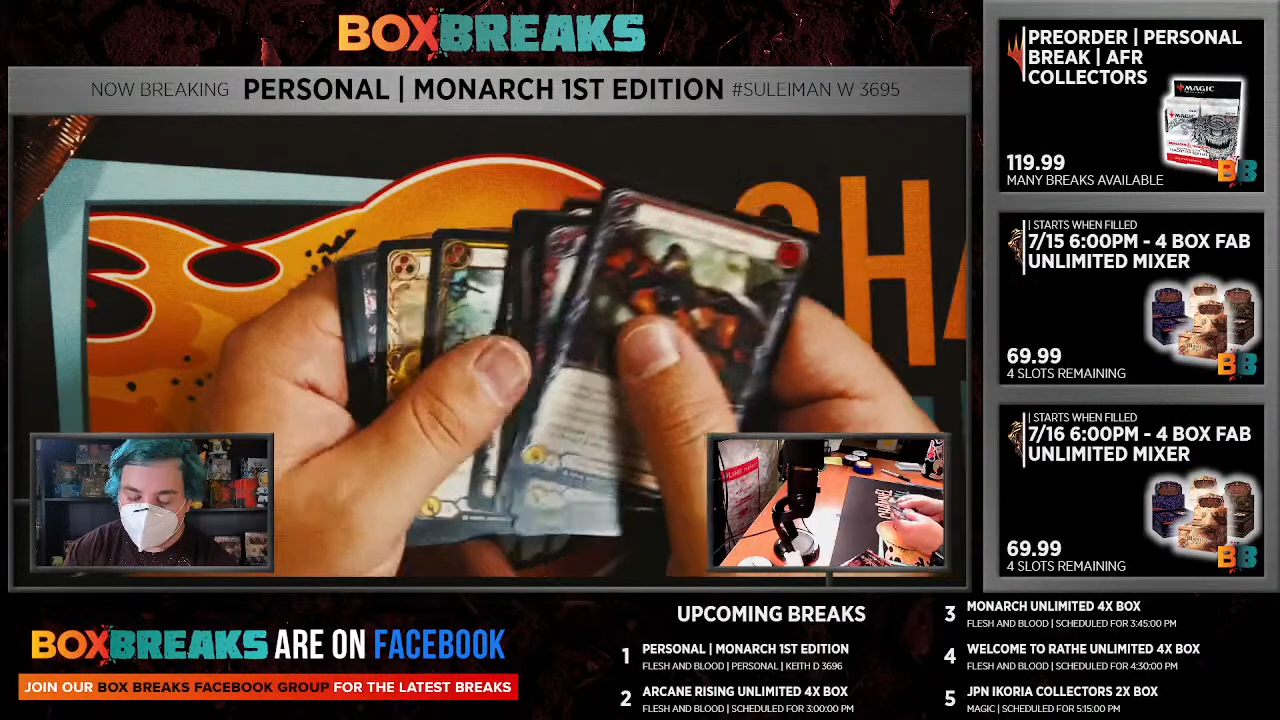 BOXBREAKS
NOW BREAKING PERSONAL | MONARCH 1ST EDITION #SULEIMAN W 3695
CHA
PREORDER | PERSONAL
BREAK | AFR
COLLECTORS
MAGIC
MAGIC
119.99
MANY BREAKS AVAILABLE
BB
| STARTS WHEN FILLED
7/15 6:00PM - 4 BOX FAB
UNLIMITED MIXER
69.99
4 SLOTS REMAINING
BB
| STARTS WHEN FILLED
7/16 6:00PM - 4 BOX FAB
UNLIMITED MIXER
69.99
4 SLOTS REMAINING
BB
BOXBREAKS ARE ON FACEBOOK
JOIN OUR BOX BREAKS FACEBOOK GROUP FOR THE LATEST BREAKS
UPCOMING BREAKS
1 PERSONAL | MONARCH 1ST EDITION
FLESH AND BLOOD | PERSONAL | KEITH D 3696
2 ARCANE RISING UNLIMITED 4X BOX
FLESH AND BLOOD | SCHEDULED FOR 3:00:00 PM
3 MONARCH UNLIMITED 4X BOX
FLESH AND BLOOD | SCHEDULED FOR 3:45:00 PM
4 WELCOME TO RATHE UNLIMITED 4X BOX
FLESH AND BLOOD | SCHEDULED FOR 4:30:00 PM
5 JPN IKORIA COLLECTORS 2X BOX
MAGIC | SCHEDULED FOR 5:15:00 PM